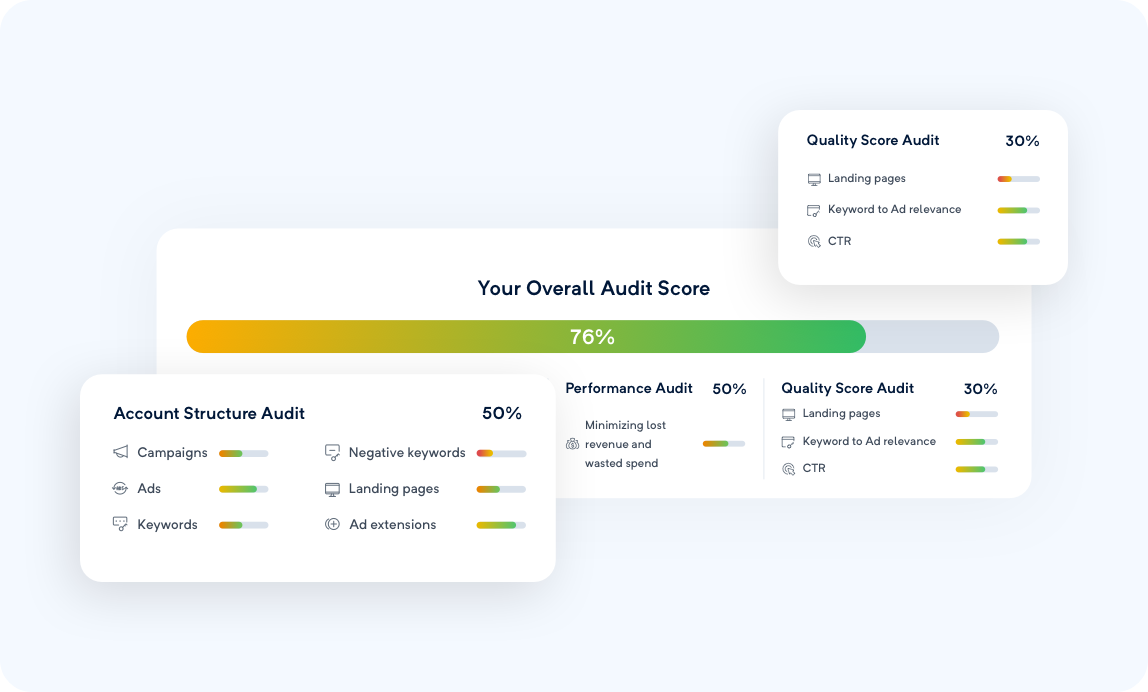 Quality Score Audit 30%
Landing pages
Keyword to Ad relevance
CTR
Your Overall Audit Score
76%
Account Structure Audit 50%
Campaigns
Negative keywords
Ads
Landing pages
Keywords
Ad extensions
Performance Audit 50%
Minimizing lost
revenue and
wasted spend
Quality Score Audit 30%
Landing pages
Keyword to Ad relevance
CTR